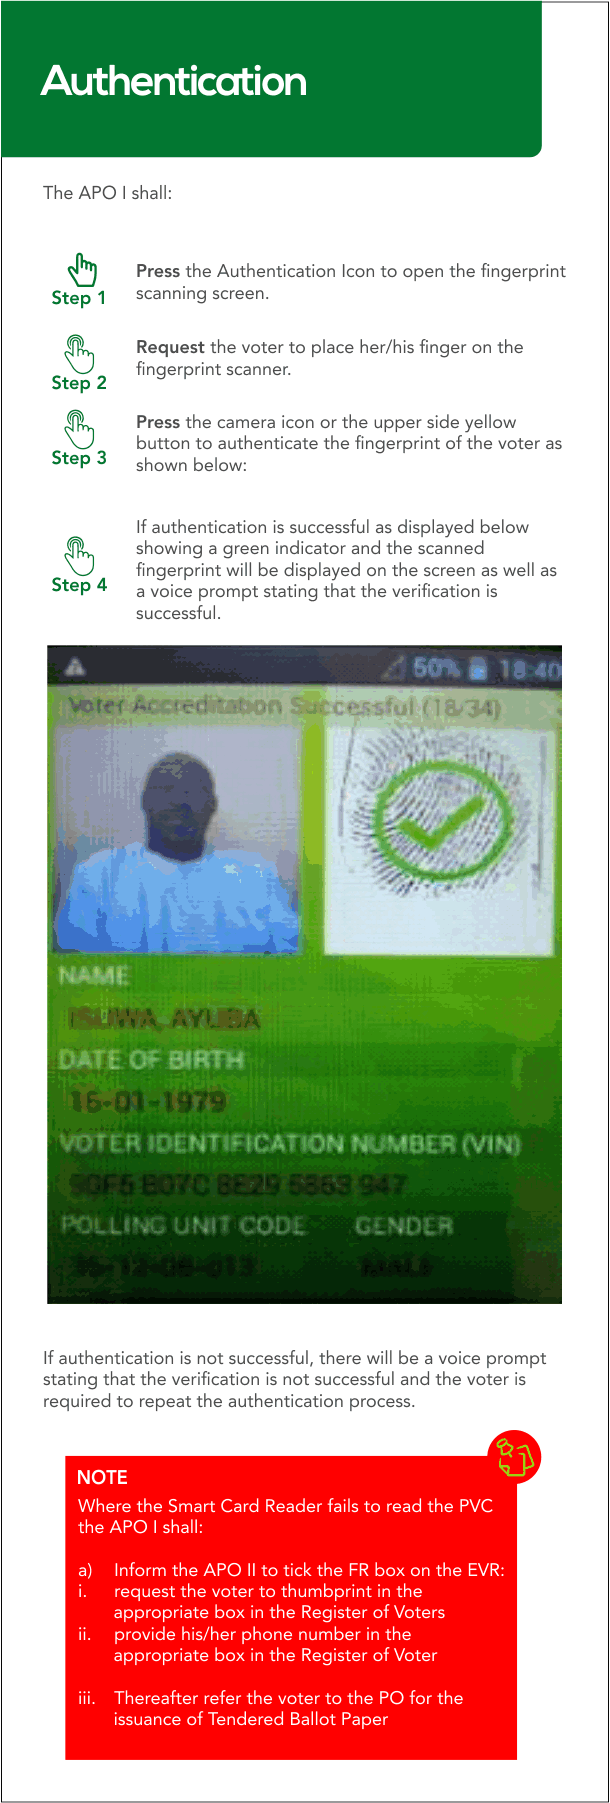 Authentication
The APO I shall:
Step 1
Press the Authentication Icon to open the fingerprint
scanning screen.
Step 2
Request the voter to place her/his finger on the
fingerprint scanner.
Step 3
Press the camera icon or the upper side yellow
button to authenticate the fingerprint of the voter as
shown below:
Step 4
If authentication is successful as displayed below
showing a green indicator and the scanned
fingerprint will be displayed on the screen as well as
a voice prompt stating that the verification is
successful.
50% 18:40
Voter Accreditation Successful (18/34)
NAME
ISUWA, AYUBA
DATE OF BIRTH
16-01-1979
VOTER IDENTIFICATION NUMBER (VIN)
POLLING UNIT CODE GENDER
MALE
If authentication is not successful, there will be a voice prompt
stating that the verification is not successful and the voter is
required to repeat the authentication process.
NOTE
Where the Smart Card Reader fails to read the PVC
the APO I shall:
a) Inform the APO II to tick the FR box on the EVR:
i. request the voter to thumbprint in the
appropriate box in the Register of Voters
ii. provide his/her phone number in the
appropriate box in the Register of Voter
iii. Thereafter refer the voter to the PO for the
issuance of Tendered Ballot Paper